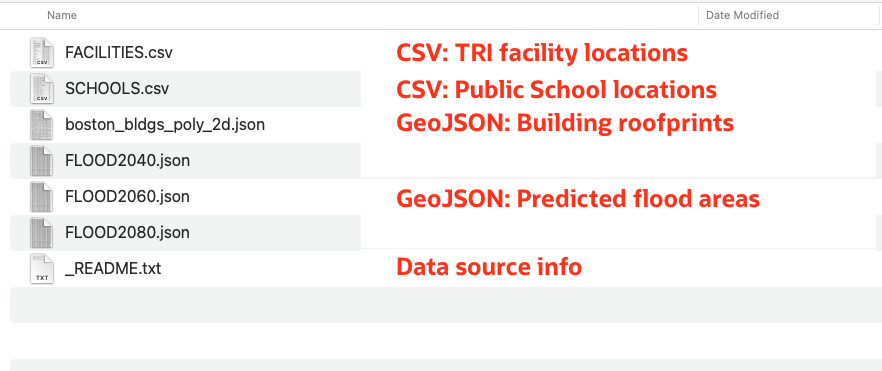 Name Date Modified
FACILITIES.csv CSV: TRI facility locations
SCHOOLS.csv CSV: Public School locations
boston_bldgs_poly_2d.json GeoJSON: Building roofprints
FLOOD2040.json
FLOOD2060.json GeoJSON: Predicted flood areas
FLOOD2080.json
_README.txt Data source info
CSV
CSV
TXT